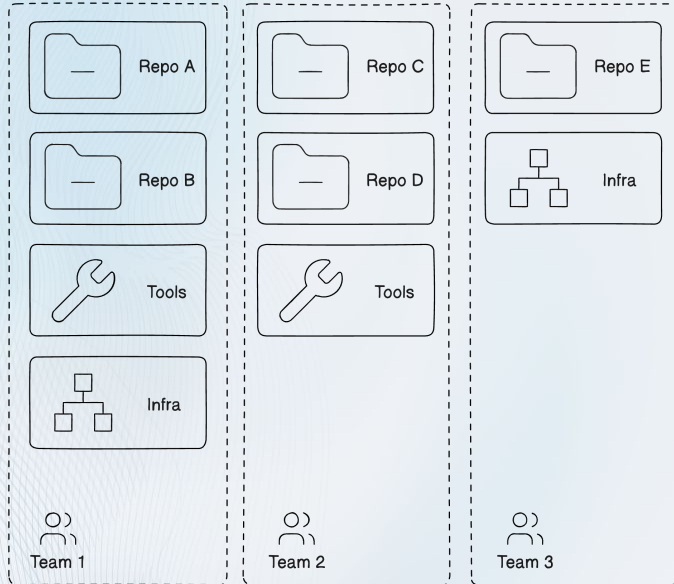 Repo A
Repo B
Tools
Infra
Team 1
Repo C
Repo D
Tools
Team 2
Repo E
Infra
Team 3